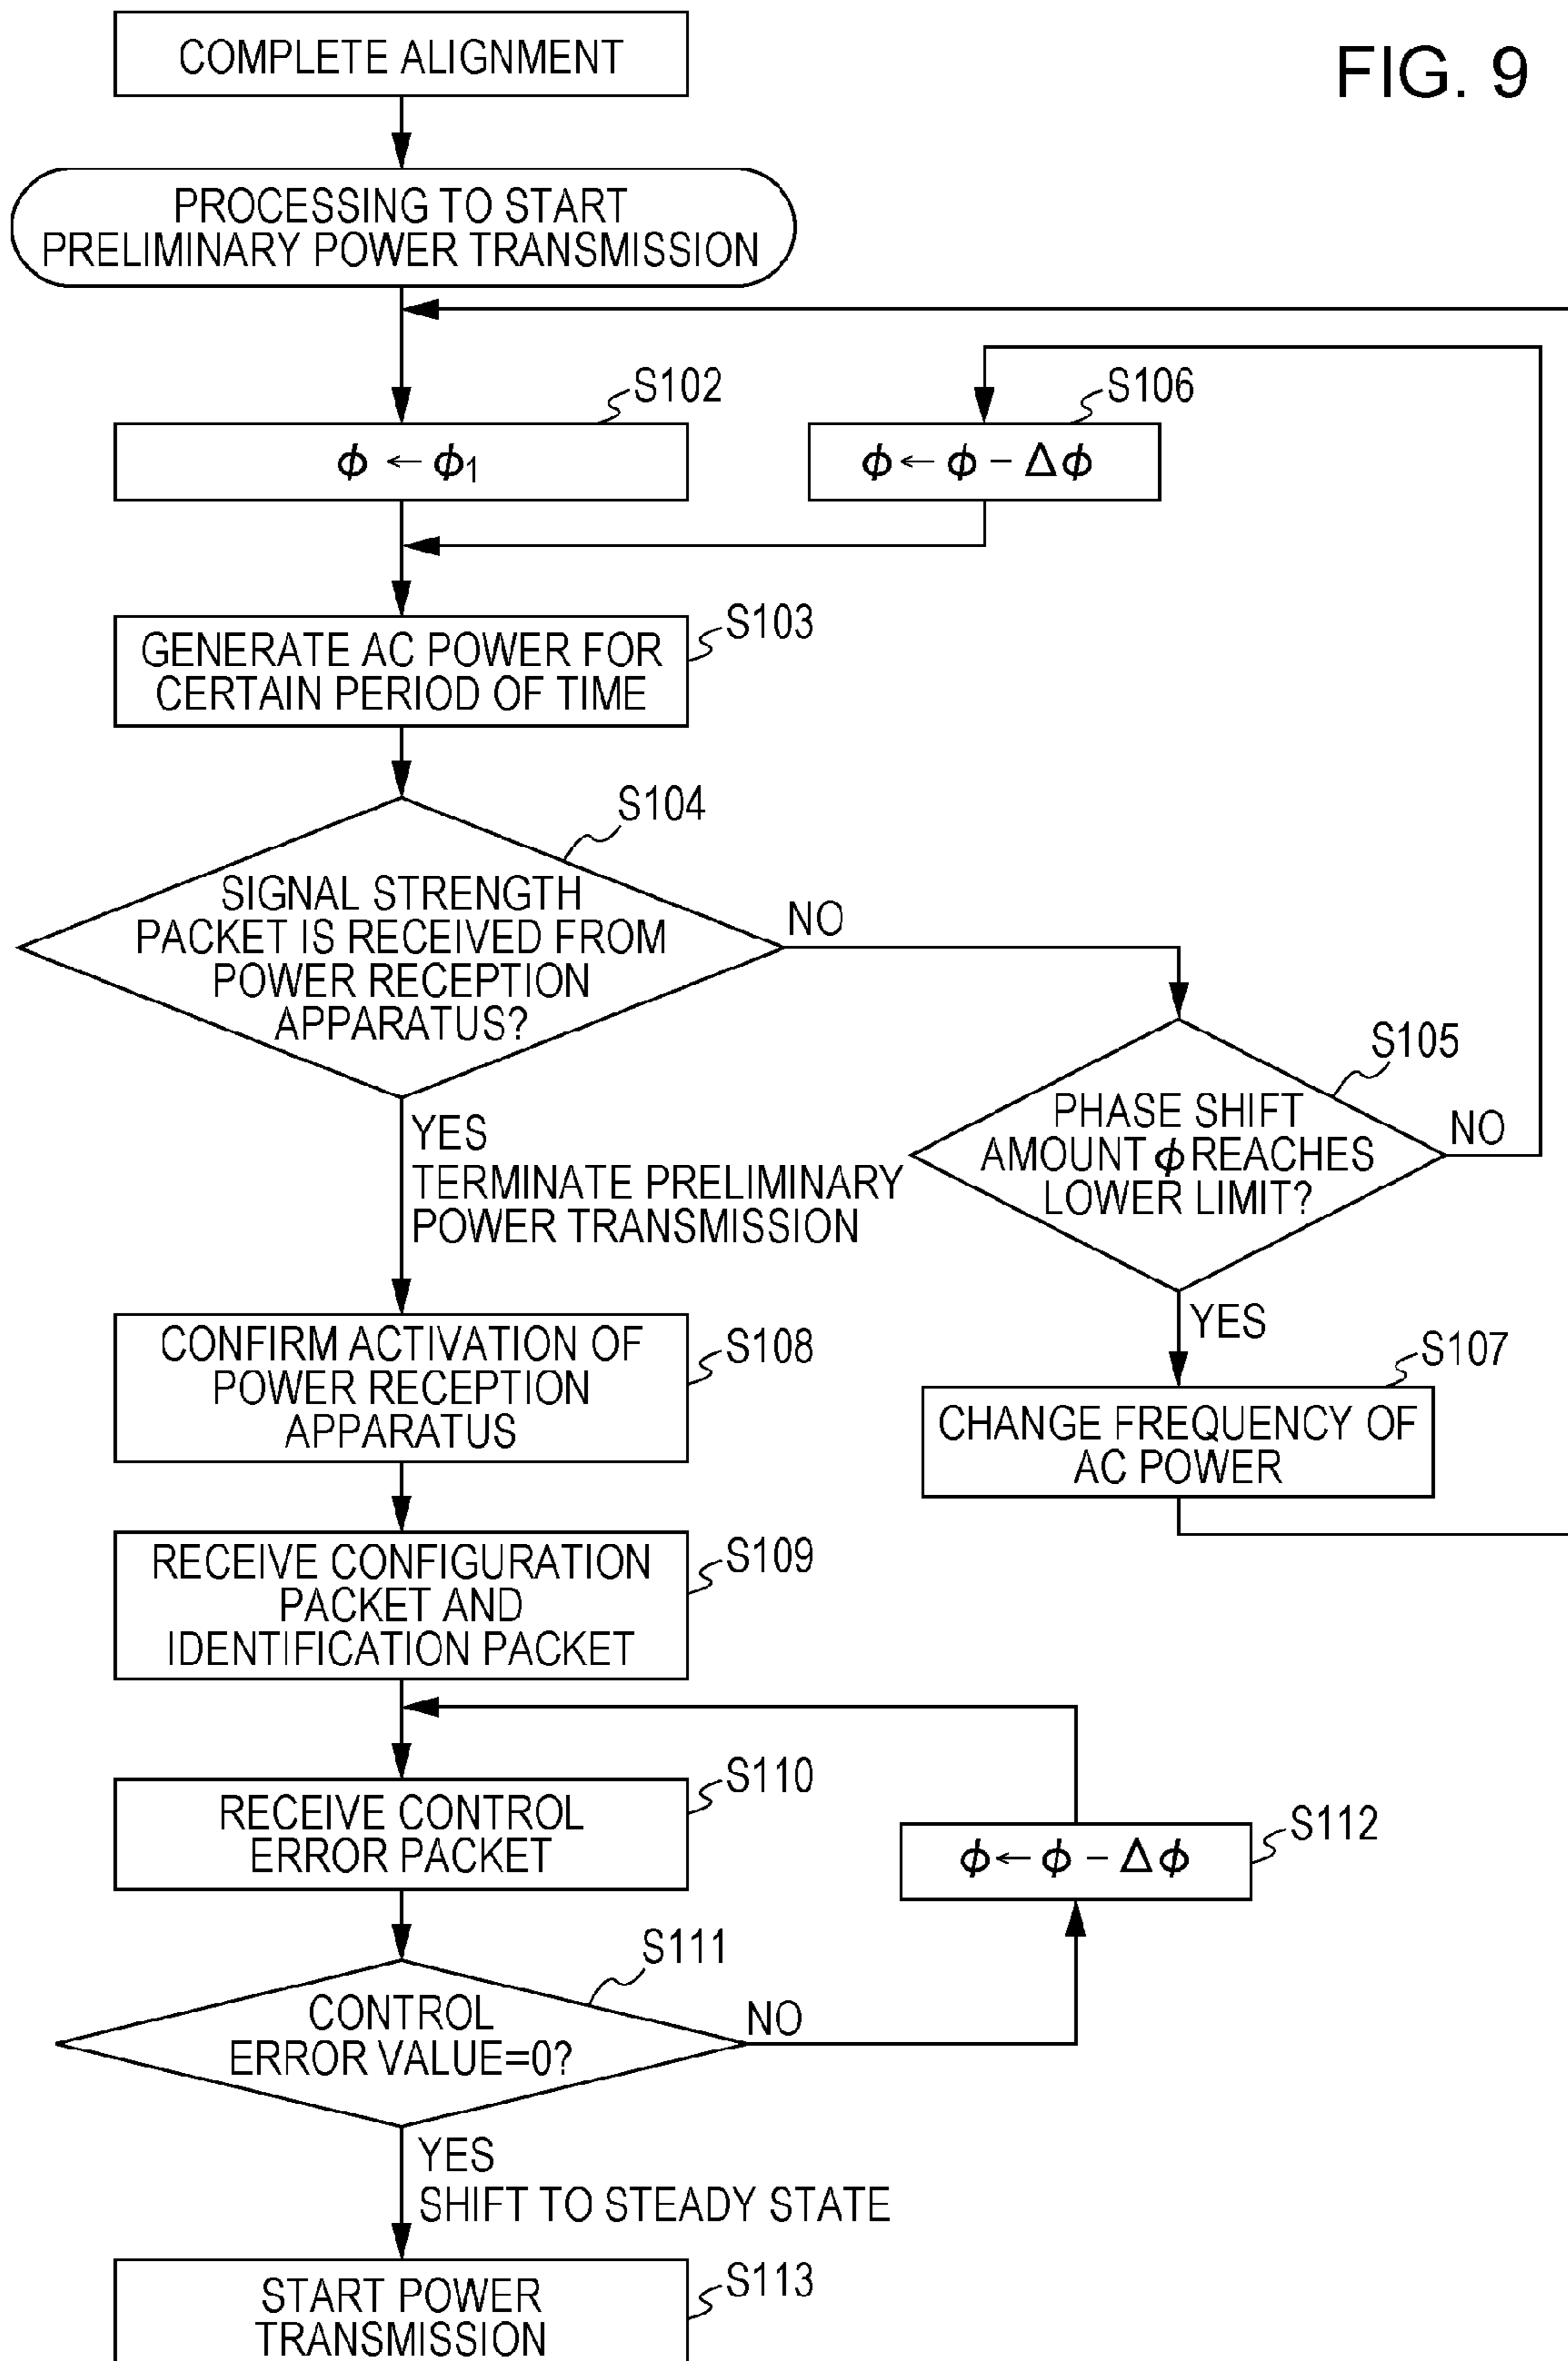 FIG. 9
COMPLETE ALIGNMENT
PROCESSING TO START
PRELIMINARY POWER TRANSMISSION
S102
ϕ ← ϕ1
S106
ϕ ← ϕ − Δϕ
S103
GENERATE AC POWER FOR
CERTAIN PERIOD OF TIME
S104
SIGNAL STRENGTH
PACKET IS RECEIVED FROM
POWER RECEPTION
APPARATUS?
NO
S105
PHASE SHIFT
AMOUNT ϕ REACHES
LOWER LIMIT?
NO
YES
TERMINATE PRELIMINARY
POWER TRANSMISSION
YES
S107
CHANGE FREQUENCY OF
AC POWER
S108
CONFIRM ACTIVATION OF
POWER RECEPTION
APPARATUS
S109
RECEIVE CONFIGURATION
PACKET AND
IDENTIFICATION PACKET
S110
RECEIVE CONTROL
ERROR PACKET
S112
ϕ ← ϕ − Δϕ
S111
CONTROL
ERROR VALUE=0?
NO
YES
SHIFT TO STEADY STATE
S113
START POWER
TRANSMISSION